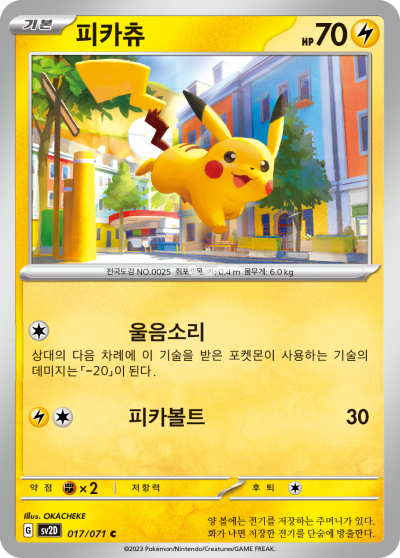 기본 피카츄 HP 70
전국도감 NO.0025 쥐포켓몬 키: 0.4 m 몸무게: 6.0 kg
울음소리
상대의 다음 차례에 이 기술을 받은 포켓몬이 사용하는 기술의
데미지는 「-20」이 된다.
피카볼트 30
약점 ×2 저항력 후퇴
Illus. OKACHEKE
G SV2D 017/071 C
볼에 있는 전기를 저장하는 주머니가 있다.
화가 나면 저장한 전기를 단숨에 방출한다.
©2023 Pokémon/Nintendo/Creatures/GAME FREAK.